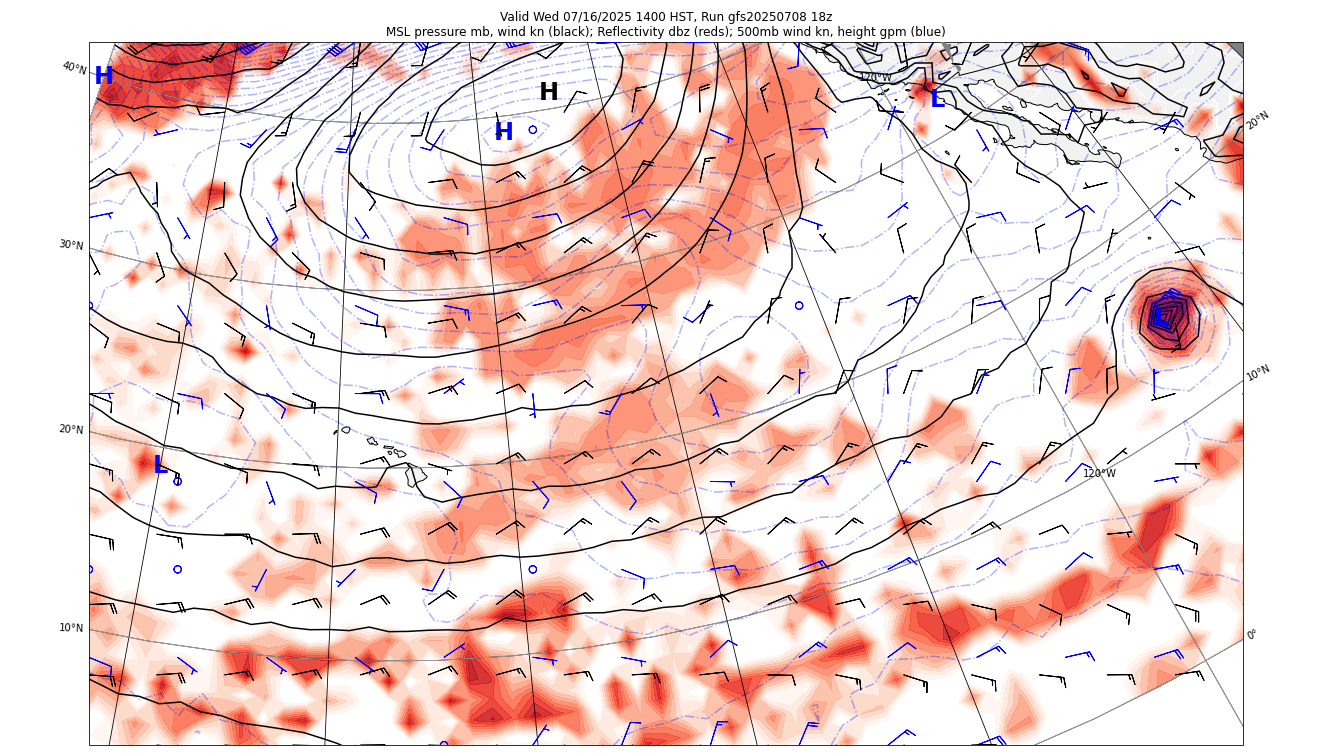 Valid Wed 07/16/2025 1400 HST, Run gfs20250708 18z
MSL pressure mb, wind kn (black); Reflectivity dbz (reds); 500mb wind kn, height gpm (blue)
40°N
H
H
H
120°W
L
20°N
30°N
10°N
20°N
L
120°W
10°N
0°